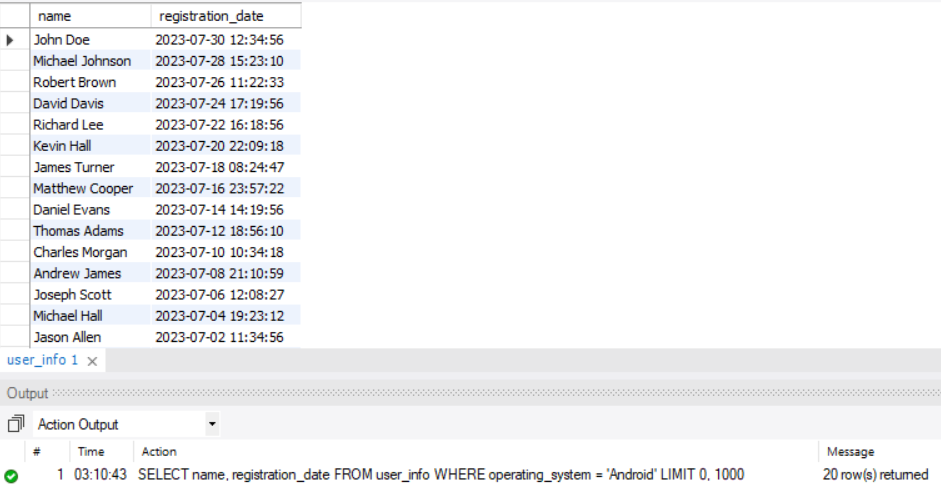 name registration_date
John Doe 2023-07-30 12:34:56
Michael Johnson 2023-07-28 15:23:10
Robert Brown 2023-07-26 11:22:33
David Davis 2023-07-24 17:19:56
Richard Lee 2023-07-22 16:18:56
Kevin Hall 2023-07-20 22:09:18
James Turner 2023-07-18 08:24:47
Matthew Cooper 2023-07-16 23:57:22
Daniel Evans 2023-07-14 14:19:56
Thomas Adams 2023-07-12 18:56:10
Charles Morgan 2023-07-10 10:34:18
Andrew James 2023-07-08 21:10:59
Joseph Scott 2023-07-06 12:08:27
Michael Hall 2023-07-04 19:23:12
Jason Allen 2023-07-02 11:34:56
user_info 1
Output
Action Output
# Time Action Message
1 03:10:43 SELECT name, registration_date FROM user_info WHERE operating_system = 'Android' LIMIT 0, 1000 20 row(s) returned